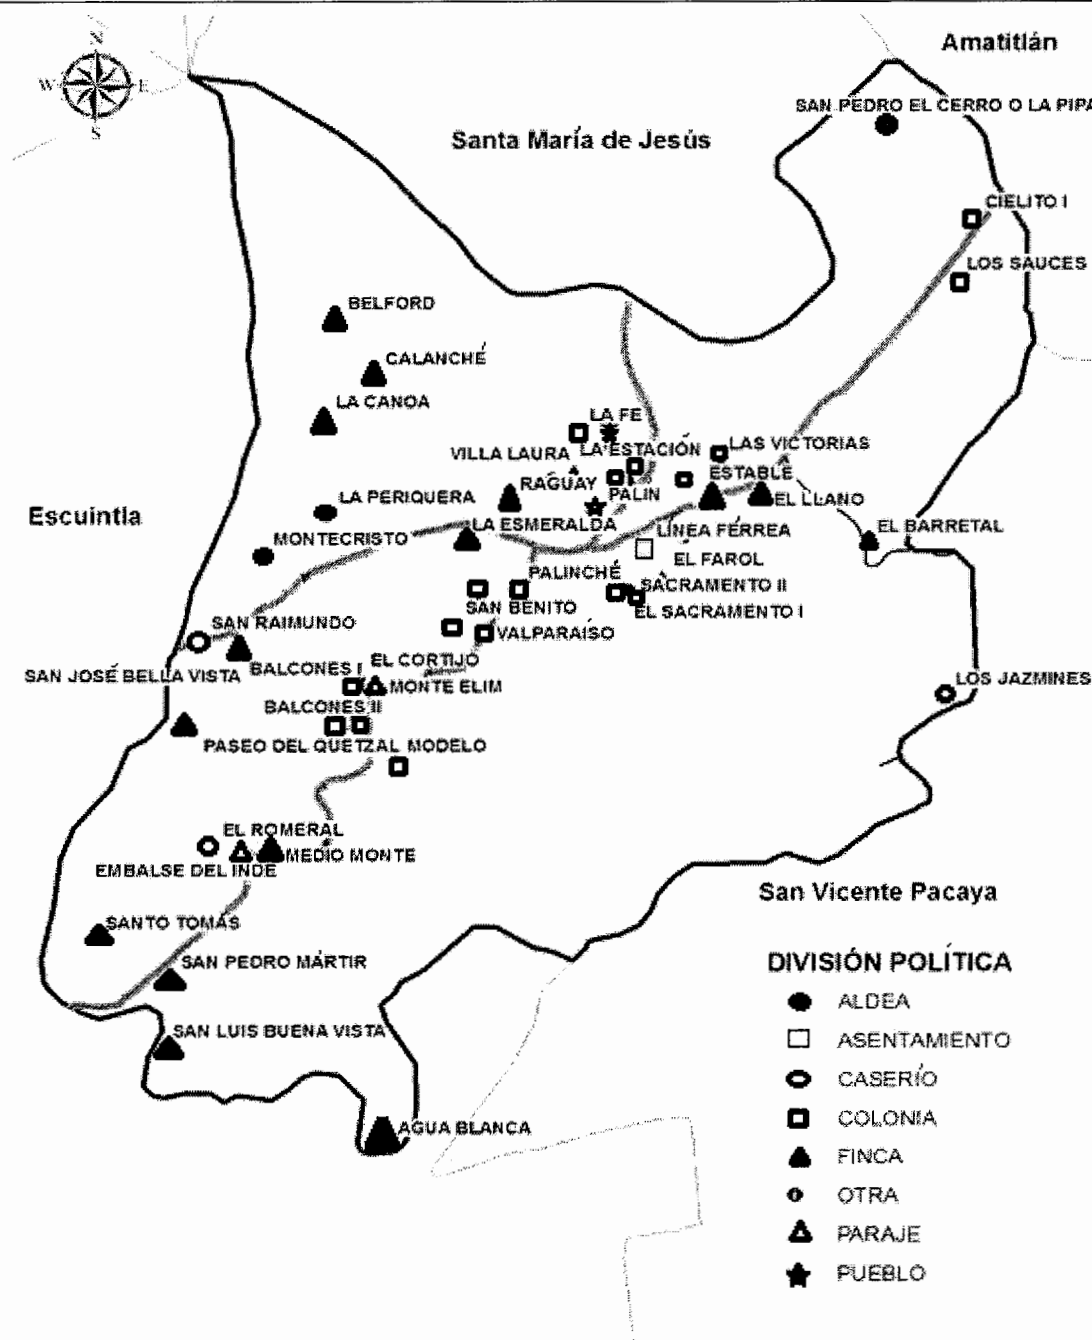 N
Amatitlán
W E
S
SAN PEDRO EL CERRO O LA PIPA
Santa María de Jesús
CIELITO I
LOS SAUCES
BELFORD
CALANCHÉ
LA CANOA
LA FE
LAS VICTORIAS
VILLA LAURA
LA ESTACIÓN
ESTABLE
RAGUAY
LA PERIQUERA
PALIN
EL LLANO
Escuintla
LA ESMERALDA
LÍNEA FÉRREA
EL BARRETAL
MONTECRISTO
EL FAROL
PALINCHÉ
SACRAMENTO II
SAN BENITO
EL SACRAMENTO I
SAN RAIMUNDO
VALPARAÍSO
EL CORTIJO
BALCONES I
SAN JOSÉ BELLA VISTA
LOS JAZMINES
MONTE ELIM
BALCONES II
PASEO DEL QUETZAL
MODELO
EL ROMERAL
MEDIO MONTE
EMBALSE DEL INDE
San Vicente Pacaya
SANTO TOMÁS
SAN PEDRO MÁRTIR
DIVISIÓN POLÍTICA
ALDEA
SAN LUIS BUENA VISTA
ASENTAMIENTO
CASERÍO
COLONIA
AGUA BLANCA
FINCA
OTRA
PARAJE
PUEBLO